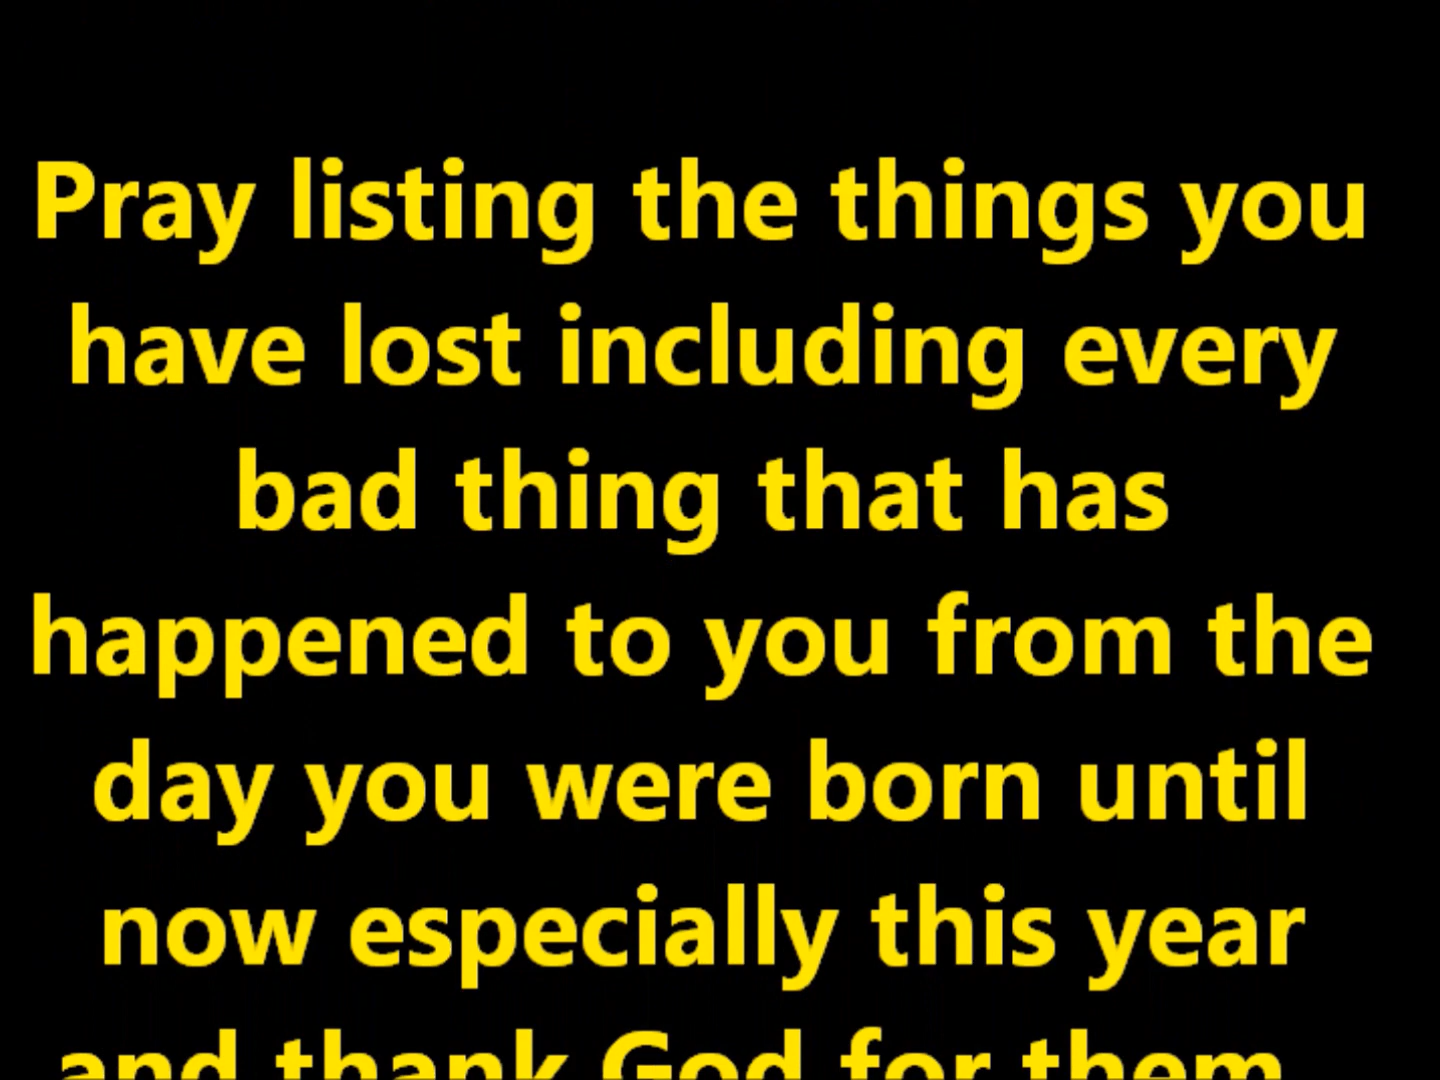 Pray listing the things you
have lost including every
bad thing that has
happened to you from the
day you were born until
now especially this year
and thank God for them